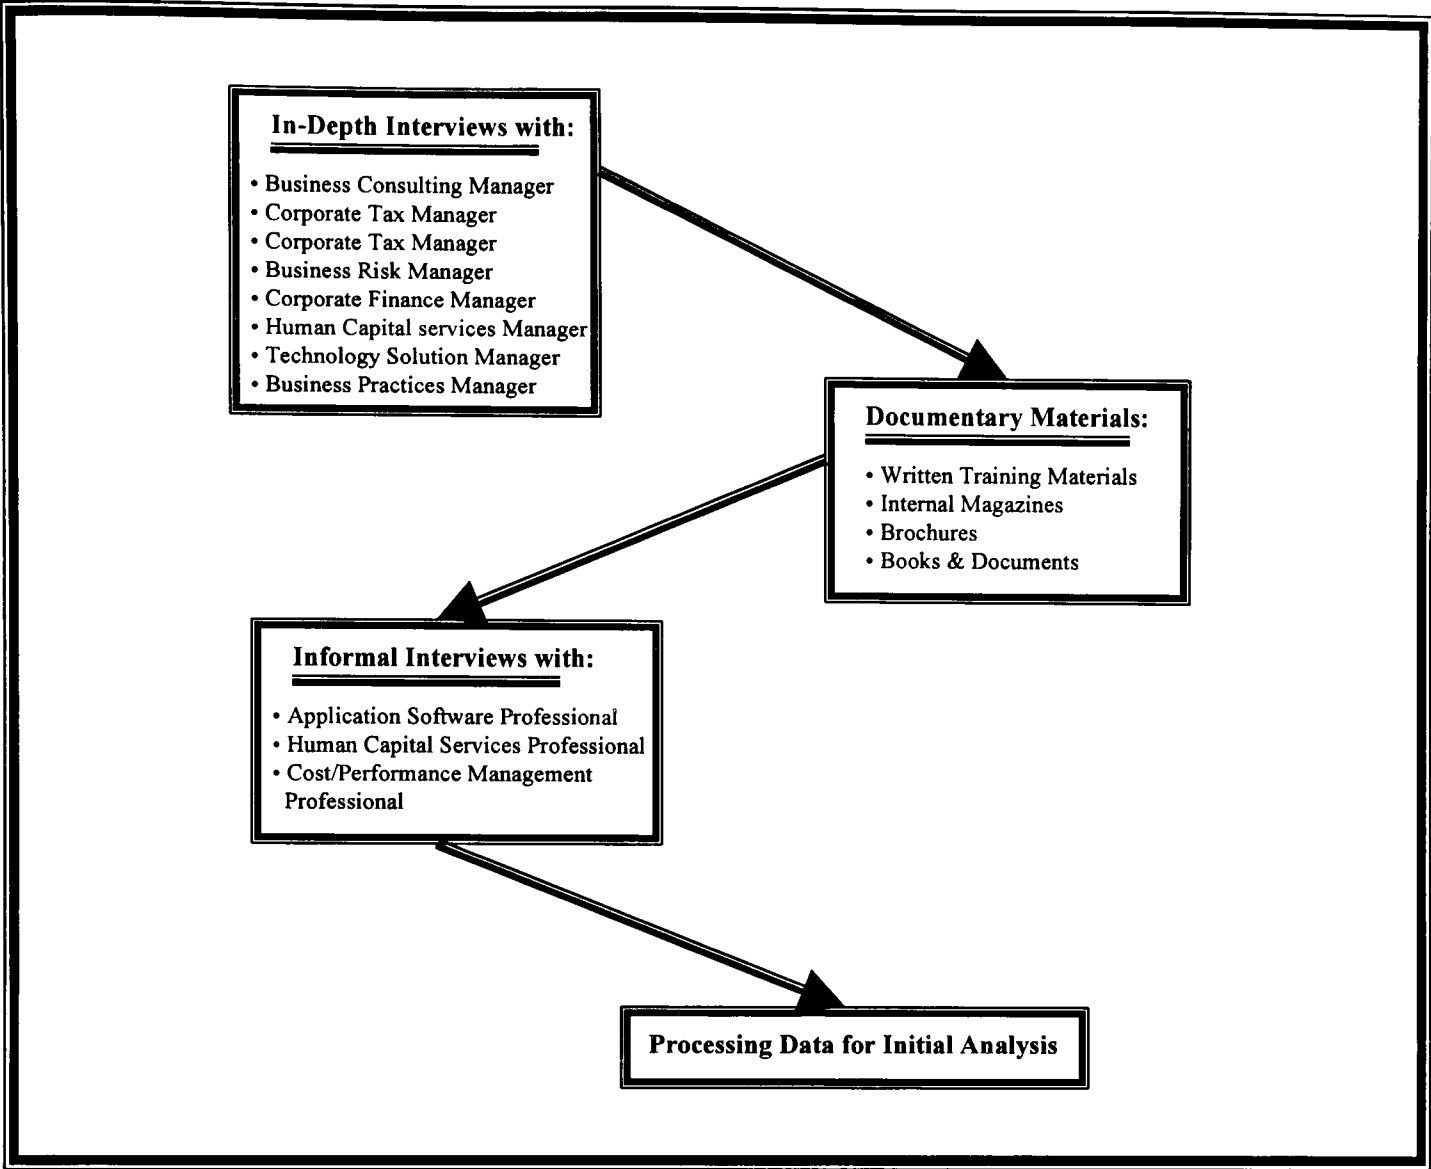 In-Depth Interviews with:
• Business Consulting Manager
• Corporate Tax Manager
• Corporate Tax Manager
• Business Risk Manager
• Corporate Finance Manager
• Human Capital services Manager
• Technology Solution Manager
• Business Practices Manager
Documentary Materials:
• Written Training Materials
• Internal Magazines
• Brochures
• Books & Documents
Informal Interviews with:
• Application Software Professional
• Human Capital Services Professional
• Cost/Performance Management
Professional
Processing Data for Initial Analysis